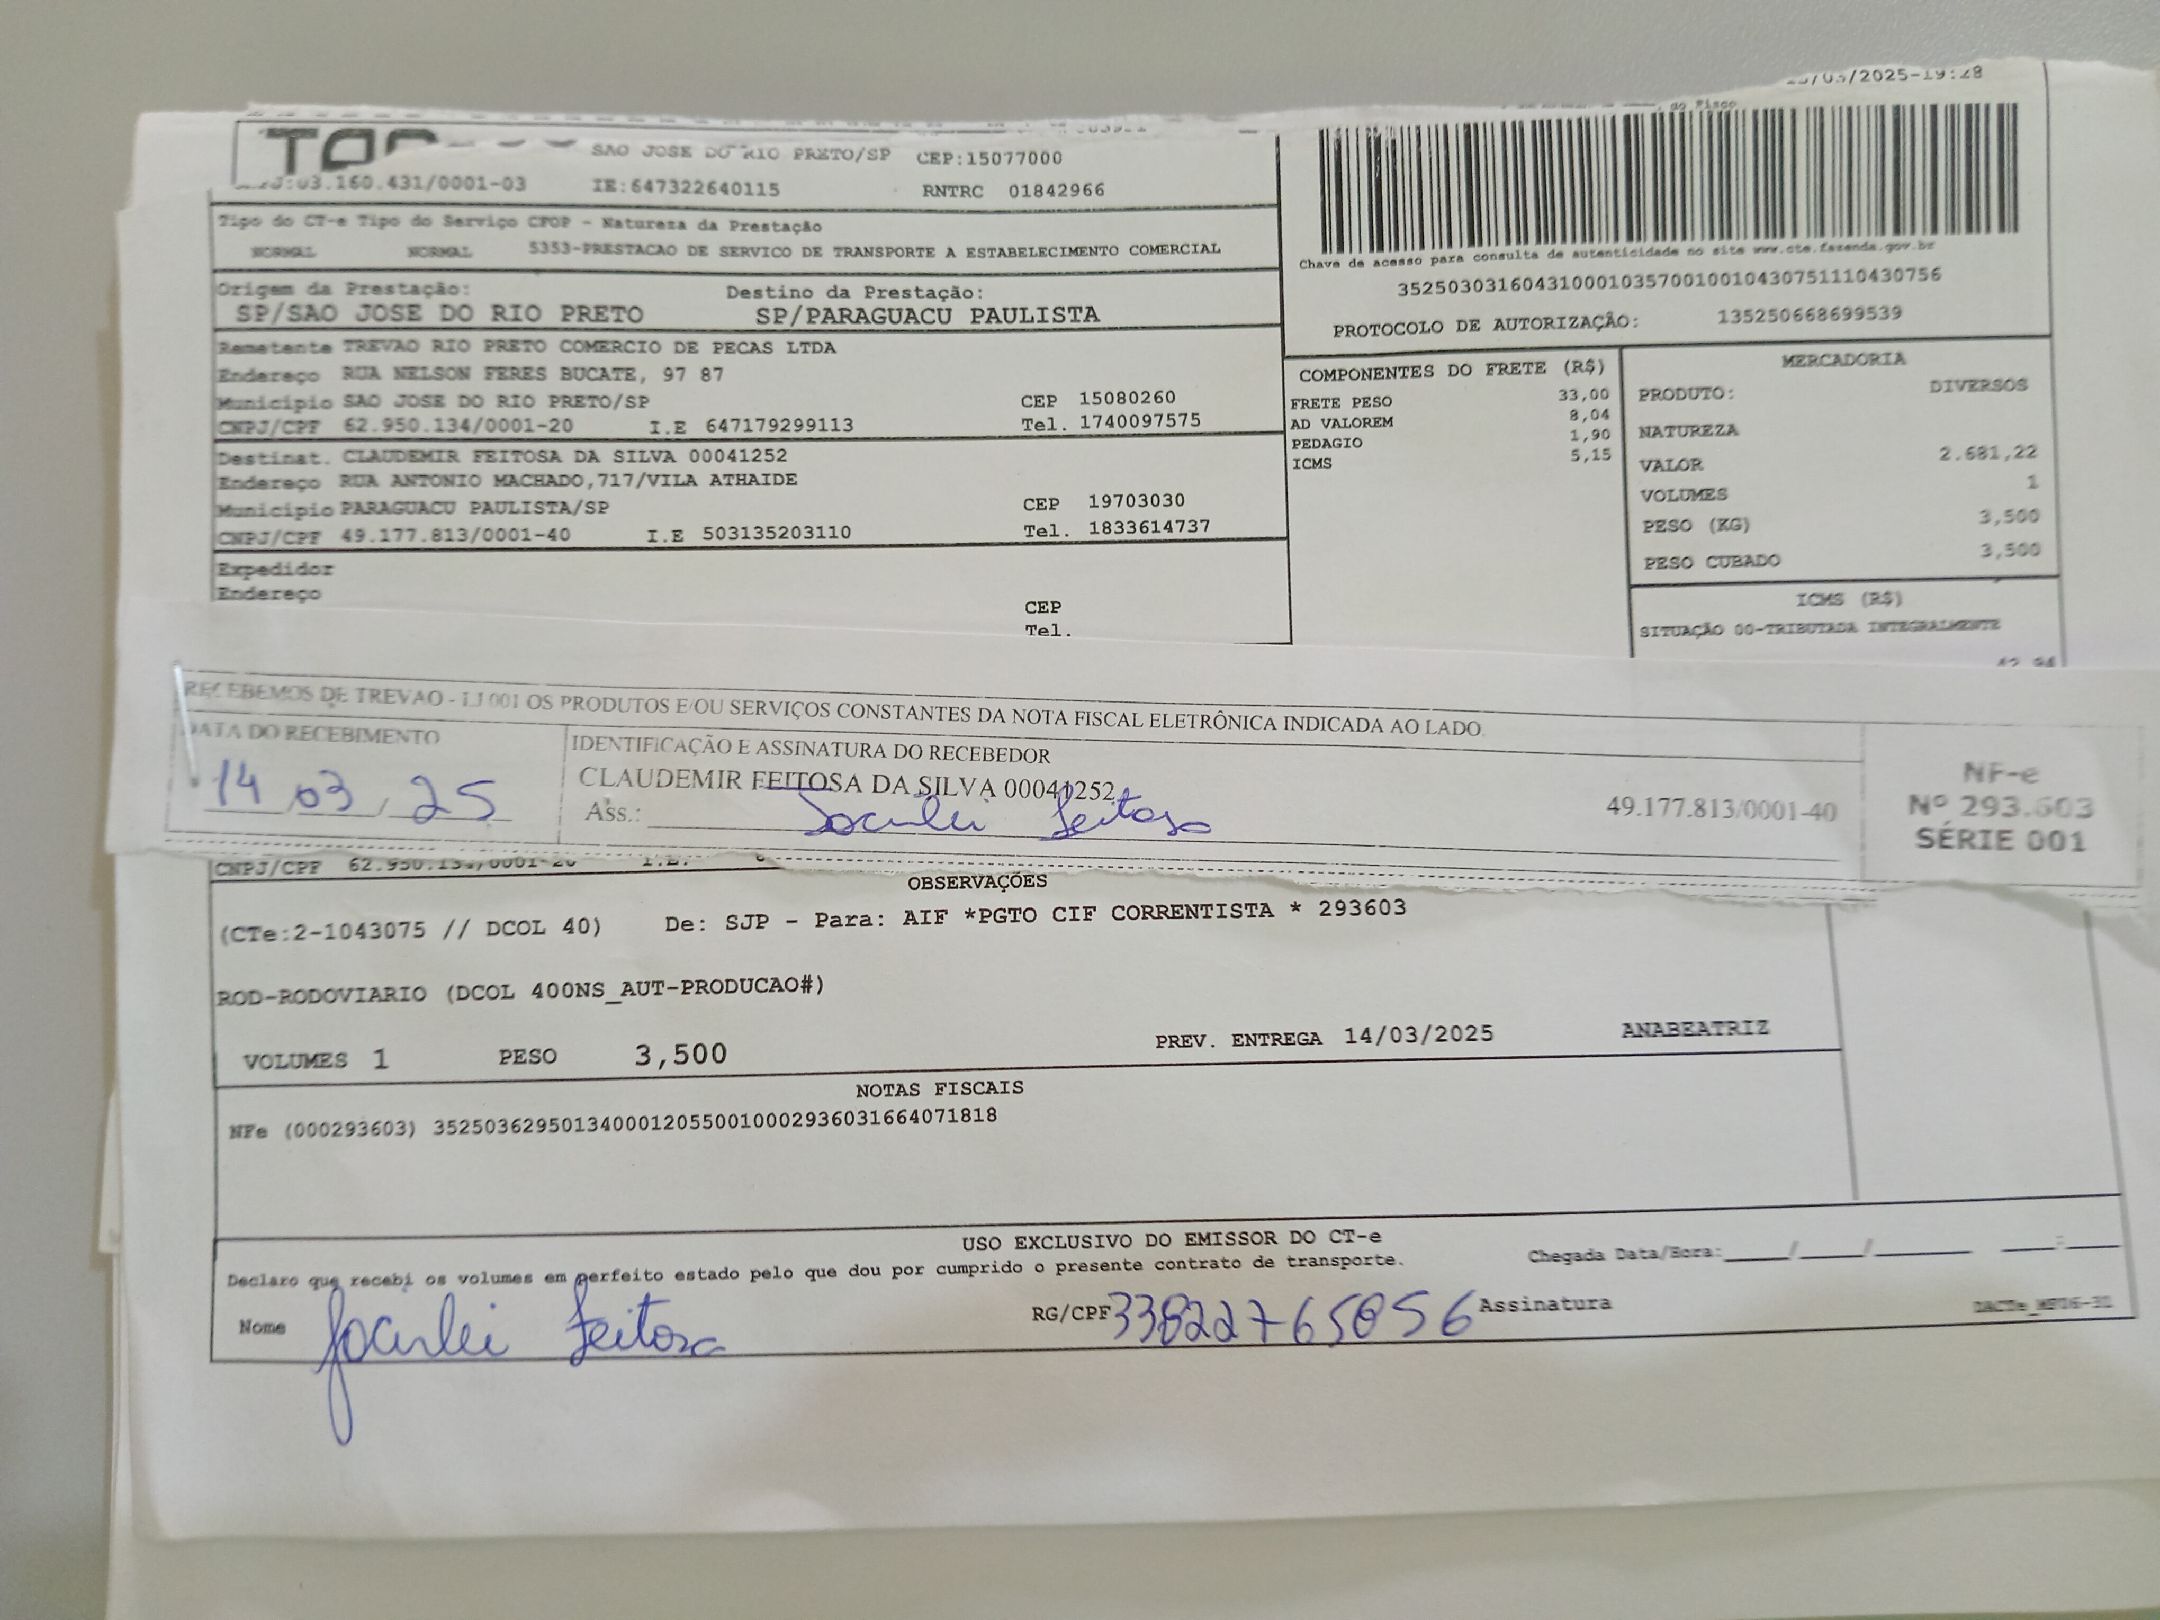 /2025-19:28
SAO JOSE DO RIO PRETO/SP CEP:15077000
03.160.431/0001-03 IE:647322640115 RNTRC 01842966
Tipo do CT-e Tipo do Serviço CFOP - Natureza da Prestação
NORMAL NORMAL 5353-PRESTACAO DE SERVICO DE TRANSPORTE A ESTABELECIMENTO COMERCIAL
Origem da Prestação: Destino da Prestação:
SP/SAO JOSE DO RIO PRETO SP/PARAGUACU PAULISTA
Remetente TREVAO RIO PRETO COMERCIO DE PECAS LTDA
Endereço RUA NELSON FERES BUCATE, 97 87
Municipio SAO JOSE DO RIO PRETO/SP CEP 15080260
CNPJ/CPF 62.950.134/0001-20 I.E 647179299113 Tel. 1740097575
Destinat. CLAUDEMIR FEITOSA DA SILVA 00041252
Endereço RUA ANTONIO MACHADO,717/VILA ATHAIDE
Municipio PARAGUACU PAULISTA/SP CEP 19703030
CNPJ/CPF 49.177.813/0001-40 I.E 503135203110 Tel. 1833614737
Expedidor
Endereço
CEP
Tel.
do Fisco
Chave de acesso para consulta de autenticidade no site www.cte.fazenda.gov.br
35250303160431000103570010010430751110430756
PROTOCOLO DE AUTORIZAÇÃO: 135250668699539
COMPONENTES DO FRETE (R$)
FRETE PESO 33,00
AD VALOREM 8,04
PEDAGIO 1,90
ICMS 5,15
MERCADORIA
PRODUTO: DIVERSOS
NATUREZA
VALOR 2.681,22
VOLUMES 1
PESO (KG) 3,500
PESO CUBADO 3,500
ICMS (R$)
SITUAÇÃO 00-TRIBUTADA INTEGRALMENTE
RECEBEMOS DE TREVAO - LJ 001 OS PRODUTOS E/OU SERVIÇOS CONSTANTES DA NOTA FISCAL ELETRÔNICA INDICADA AO LADO
DATA DO RECEBIMENTO
14/03/25
IDENTIFICAÇÃO E ASSINATURA DO RECEBEDOR
CLAUDEMIR FEITOSA DA SILVA 00041252
Ass.: Feitosa
49.177.813/0001-40
NF-e
Nº 293.603
SÉRIE 001
CNPJ/CPF 62.950.134/0001-20 I.E.
OBSERVAÇÕES
(CTe:2-1043075 // DCOL 40) De: SJP - Para: AIF *PGTO CIF CORRENTISTA * 293603
ROD-RODOVIARIO (DCOL 400NS_AUT-PRODUCAO#)
VOLUMES 1 PESO 3,500 PREV. ENTREGA 14/03/2025 ANABEATRIZ
NOTAS FISCAIS
NFe (000293603) 35250362950134000120550010002936031664071818
USO EXCLUSIVO DO EMISSOR DO CT-e
Declaro que recebi os volumes em perfeito estado pelo que dou por cumprido o presente contrato de transporte. Chegada Data/Hora: / / :
Nome Feitosa RG/CPF 33822765856 Assinatura